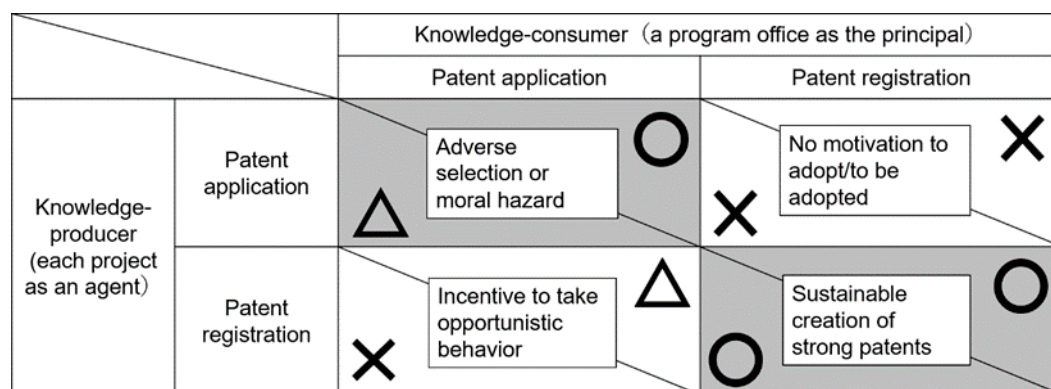 Knowledge-consumer（a program office as the principal）
Patent application
Patent registration
Knowledge-
producer
(each project
as an agent）
Patent
application
Adverse
selection or
moral hazard
No motivation to
adopt/to be
adopted
Patent
registration
Incentive to take
opportunistic
behavior
Sustainable
creation of
strong patents